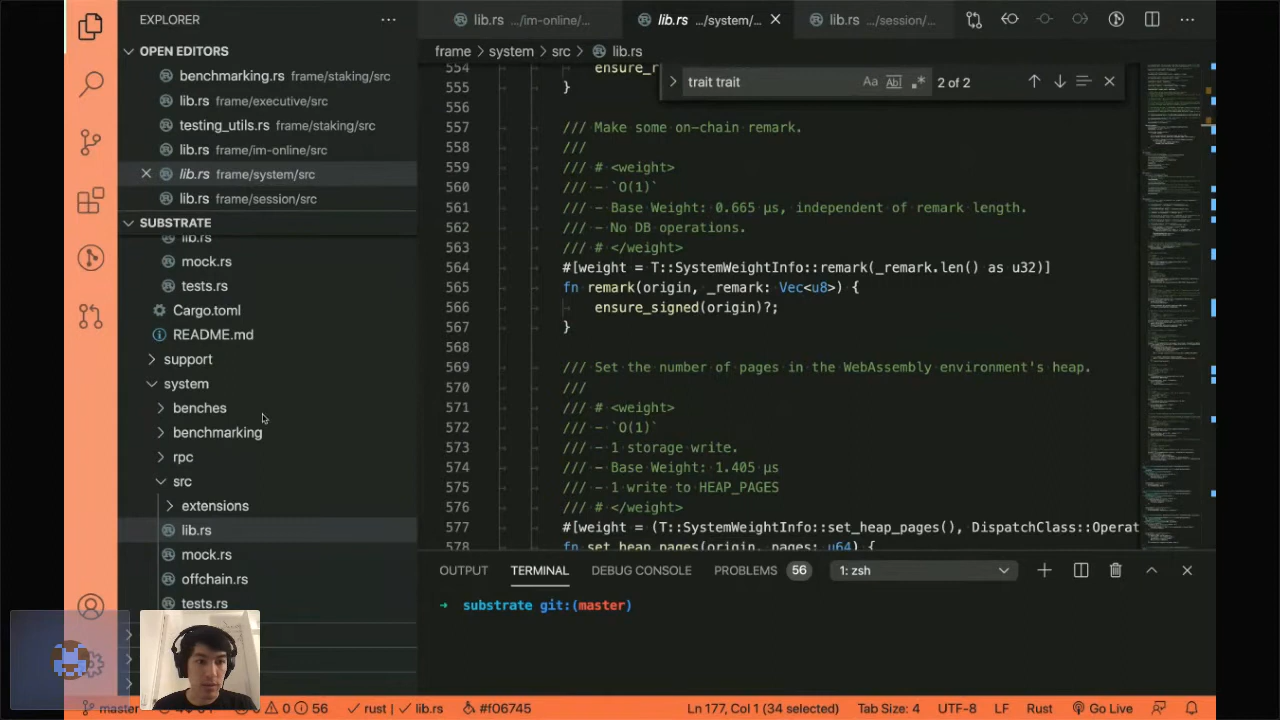 EXPLORER
OPEN EDITORS
benchmarking.rs frame/staking/src
lib.rs frame/executive/src
testing_utils.rs frame/staking/src
lib.rs frame/im-online/src
lib.rs frame/system/src
lib.rs frame/session/src
SUBSTRATE
lib.rs
mock.rs
tests.rs
Cargo.toml
README.md
support
system
benches
benchmarking
rpc
src
extensions
lib.rs
mock.rs
offchain.rs
tests.rs
lib.rs .../im-online/...
lib.rs .../system/...
lib.rs .../session/...
frame > system > src > lib.rs
trait trait
Aa
2 of 2
554 ensure_r
555 }
556
557 /// Make some on-chain remark.
558 ///
559 /// # <weight>
560 /// - `O(1)`
561 /// - Base Weight: 0.665 µs, independent of remark length.
562 /// - No DB operations.
563 /// # </weight>
564 #[weight = T::SystemWeightInfo::remark(_remark.len() as u32)]
565 fn remark(origin, _remark: Vec<u8>) {
566 ensure_signed(origin)?;
567 }
568
569 /// Set the number of pages in the WebAssembly environment's heap.
570 ///
571 /// # <weight>
572 /// - `O(1)`
573 /// - 1 storage write.
574 /// - Base Weight: 1.405 µs
575 /// - 1 write to HEAP_PAGES
576 /// # </weight>
577 #[weight = (T::SystemWeightInfo::set_heap_pages(), DispatchClass::Operat
578 fn set_heap_pages(origin, pages: u64) {
OUTPUT
TERMINAL
DEBUG CONSOLE
PROBLEMS 56
1: zsh
→ substrate git:(master)
master
0 56
rust
lib.rs
#f06745
Ln 177, Col 1 (34 selected)
Tab Size: 4
UTF-8
LF
Rust
Go Live